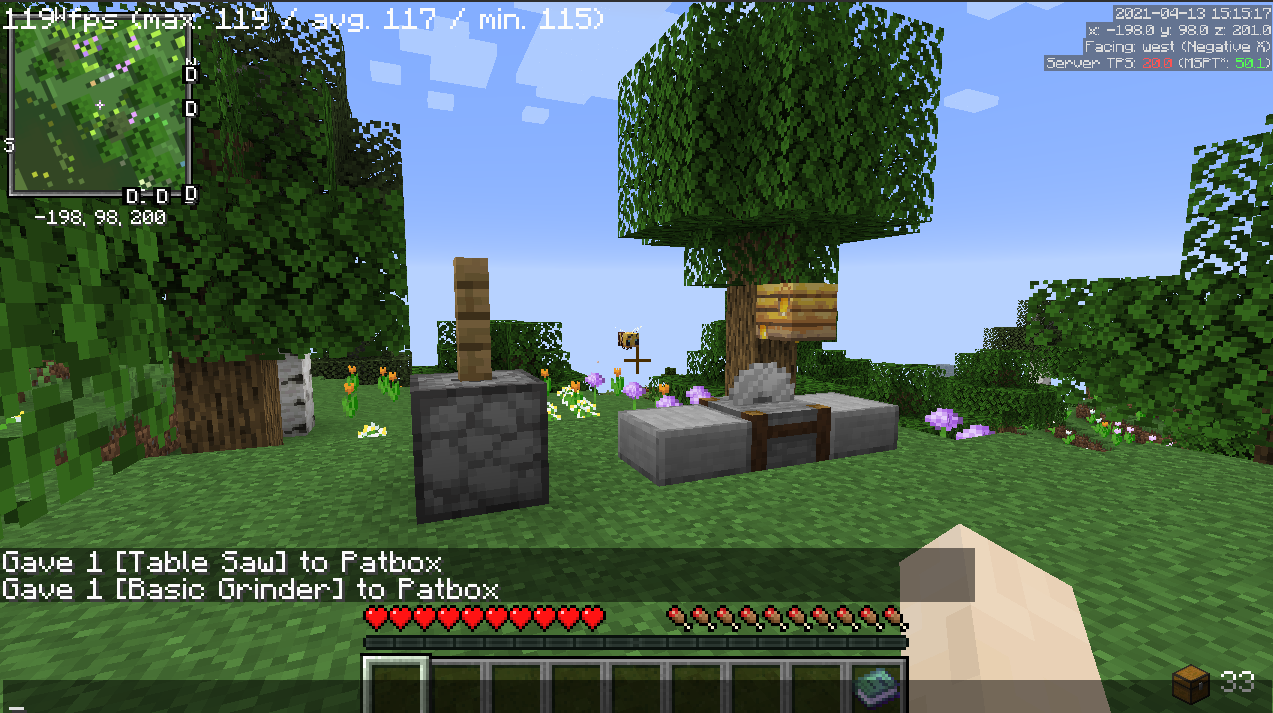 119 fps (max. 119 / avg. 117 / min. 115)
2021-04-13 15:15:17
x: -198.0 y: 98.0 z: 201.0
Facing: west (Negative X)
Server TPS: 20.0 (MSPT*: 50.1)
N
D
D
S
D. D D
-198, 98, 200
Gave 1 [Table Saw] to Patbox
Gave 1 [Basic Grinder] to Patbox
33
_